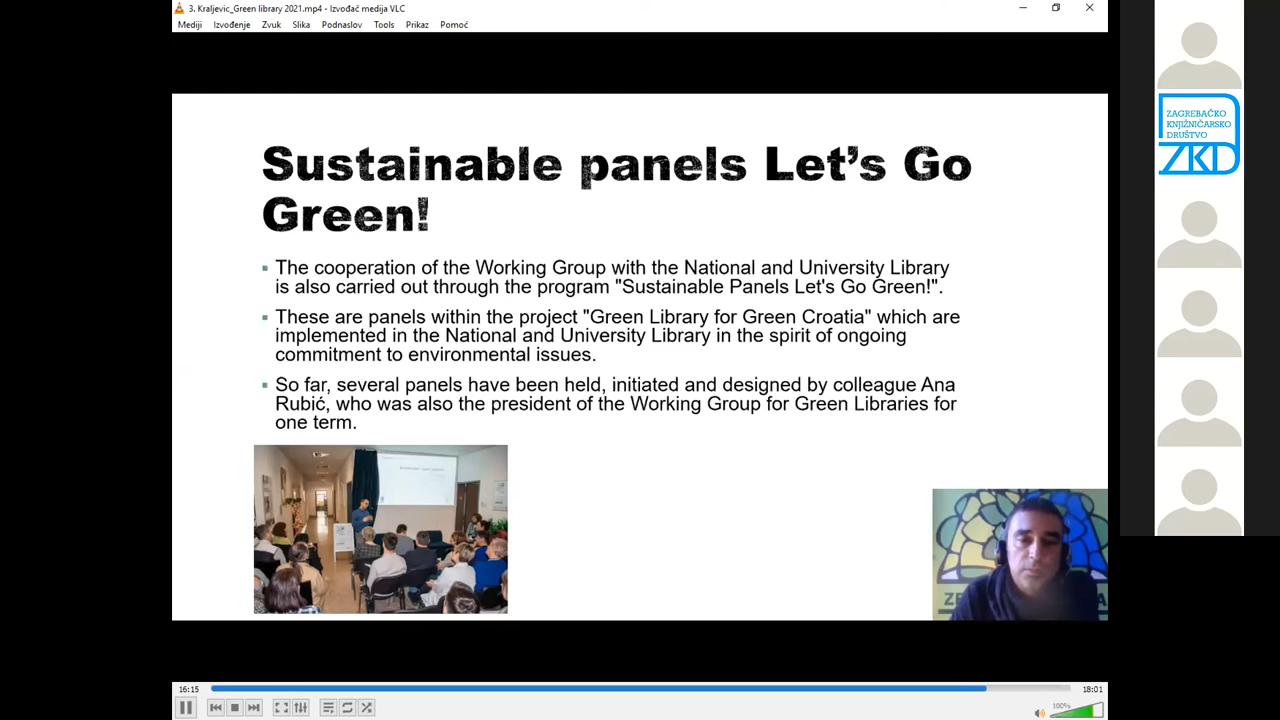 3. Kraljevic_Green library 2021.mp4 - Izvođač medija VLC
Mediji Izvođenje Zvuk Slika Podnaslov Tools Prikaz Pomoć
ZAGREBAČKO
KNJIŽNIČARSKO
DRUŠTVO
ZKD
Sustainable panels Let’s Go
Green!
▪ The cooperation of the Working Group with the National and University Library
is also carried out through the program "Sustainable Panels Let's Go Green!".
▪ These are panels within the project "Green Library for Green Croatia" which are
implemented in the National and University Library in the spirit of ongoing
commitment to environmental issues.
▪ So far, several panels have been held, initiated and designed by colleague Ana
Rubić, who was also the president of the Working Group for Green Libraries for
one term.
16:15
18:01
100%